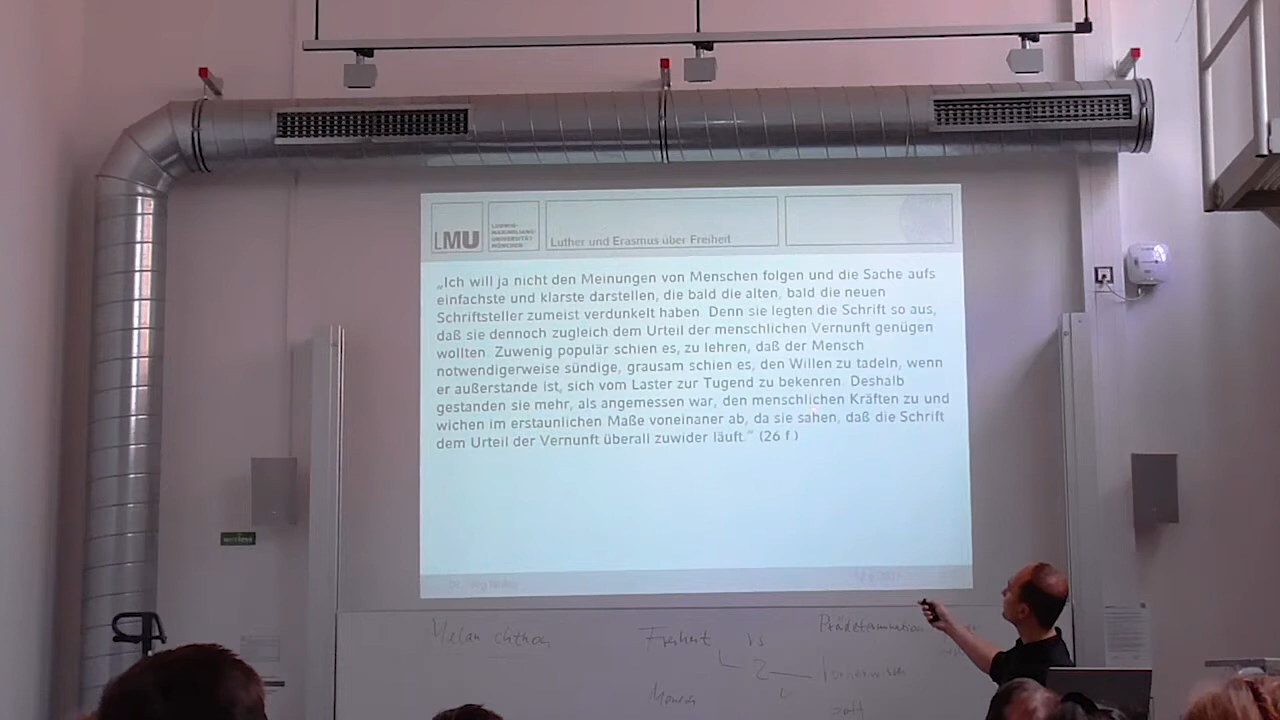 LMU
LUDWIG-
MAXIMILIANS-
UNIVERSITÄT
MÜNCHEN
Luther und Erasmus über Freiheit
„Ich will ja nicht den Meinungen von Menschen folgen und die Sache aufs
einfachste und klarste darstellen, die bald die alten, bald die neuen
Schriftsteller zumeist verdunkelt haben. Denn sie legten die Schrift so aus,
daß sie dennoch zugleich dem Urteil der menschlichen Vernunft genügen
wollten. Zuwenig populär schien es, zu lehren, daß der Mensch
notwendigerweise sündige, grausam schien es, den Willen zu tadeln, wenn
er außerstande ist, sich vom Laster zur Tugend zu bekenren. Deshalb
gestanden sie mehr, als angemessen war, den menschlichen Kräften zu und
wichen im erstaunlichen Maße voneinaner ab, da sie sahen, daß die Schrift
dem Urteil der Vernunft überall zuwider läuft.“ (26 f.)
Melanchthon
Freiheit vs Prädetermination